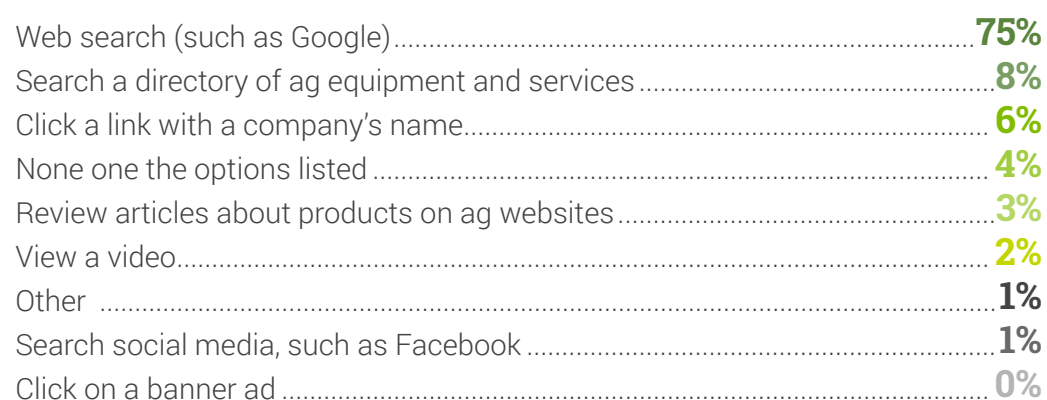 Web search (such as Google)..........75%
Search a directory of ag equipment and services..........8%
Click a link with a company's name..........6%
None one the options listed..........4%
Review articles about products on ag websites..........3%
View a video..........2%
Other ..........1%
Search social media, such as Facebook..........1%
Click on a banner ad..........0%